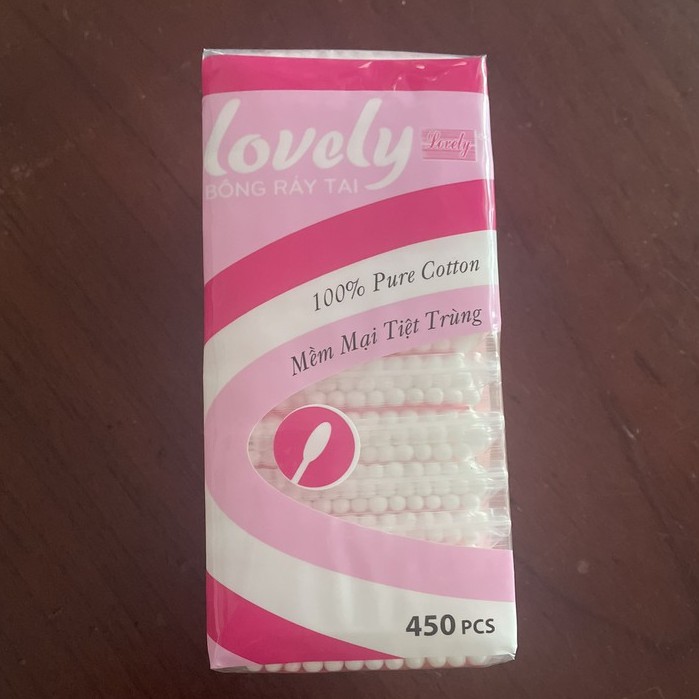 lovely
Lovely
BÔNG RÁY TAI
100% Pure Cotton
Mềm Mại Tiệt Trùng
450 PCS